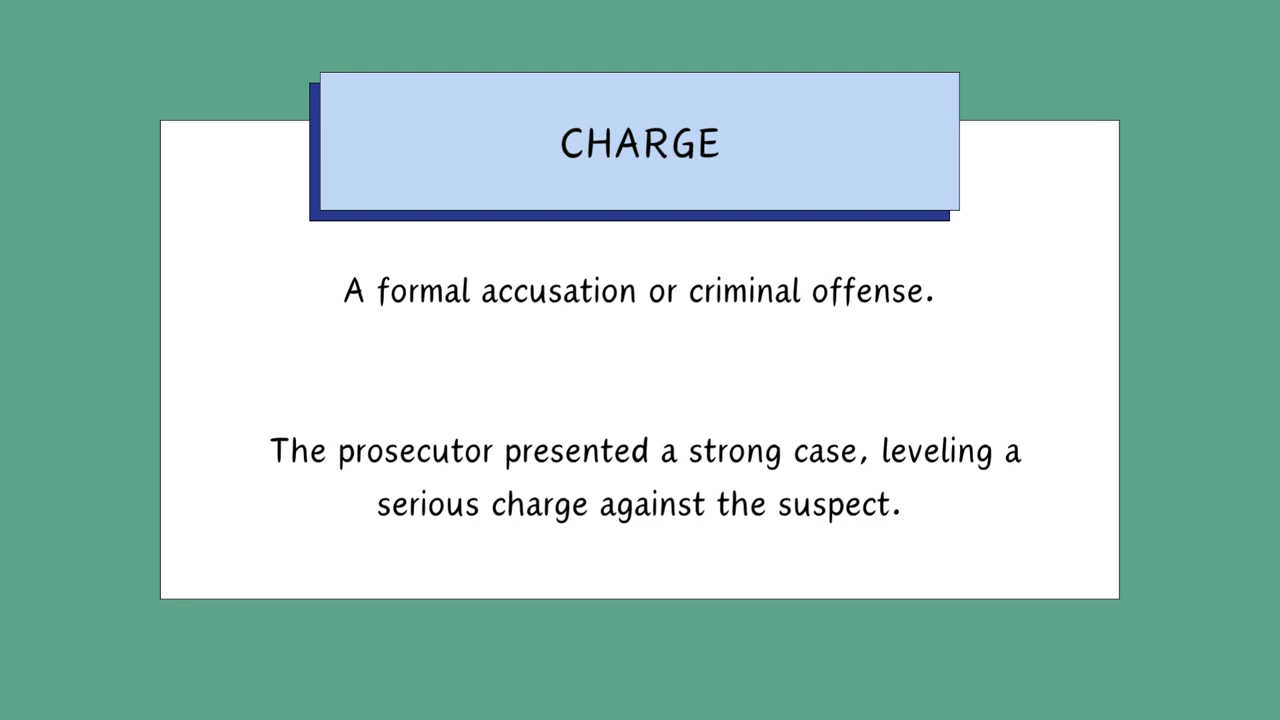 CHARGE
A formal accusation or criminal offense.
The prosecutor presented a strong case, leveling a
serious charge against the suspect.